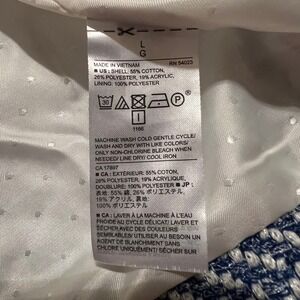 L
G
MADE IN VIETNAM RN 54023
■ US: SHELL: 55% COTTON,
26% POLYESTER, 19% ACRYLIC,
LINING: 100% POLYESTER
30
P
1166
MACHINE WASH COLD GENTLE CYCLE/
WASH AND DRY WITH LIKE COLORS/
ONLY NON-CHLORINE BLEACH WHEN
NEEDED/ LINE DRY/ COOL IRON
CA 17897
■ CA: EXTÉRIEUR: 55% COTON,
26% POLYESTER, 19% ACRYLIQUE,
DOUBLURE: 100% POLYESTER ■ JP:
表地: 55% 綿, 26% ポリエステル,
19% アクリル, 裏地:
100% ポリエステル
■ CA: LAVER À LA MACHINE À L'EAU
FROIDE AU CYCLE DÉLICAT/ LAVER ET
SÉCHER AVEC DES COULEURS
SEMBLABLES/ UTILISER AU BESOIN UN
AGENT DE BLANCHIMENT SANS
CHLORE UNIQUEMENT/ SÉCHER SUR